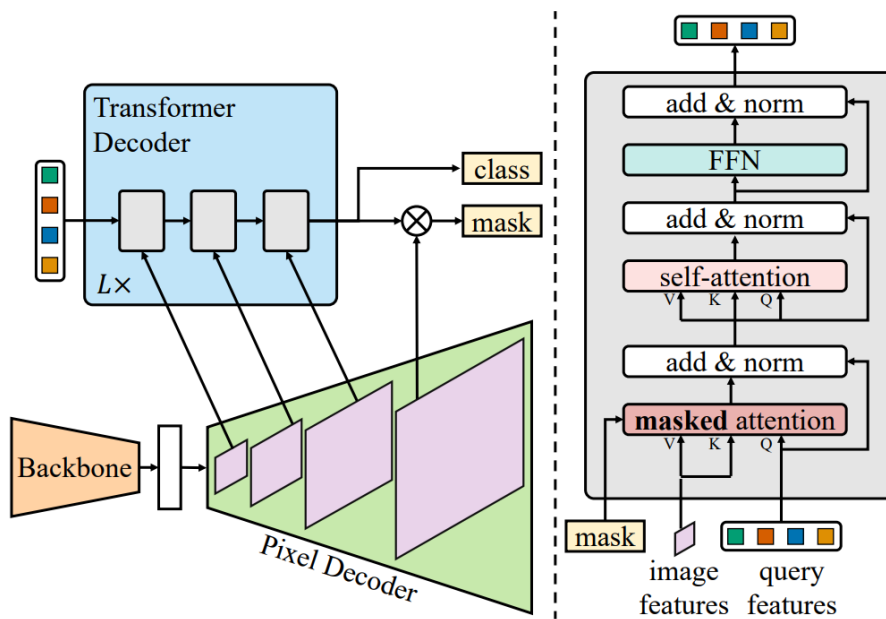 Transformer
Decoder
L×
class
mask
Backbone
Pixel Decoder
add & norm
FFN
add & norm
self-attention
V K Q
add & norm
masked attention
V K Q
mask
image
features
query
features